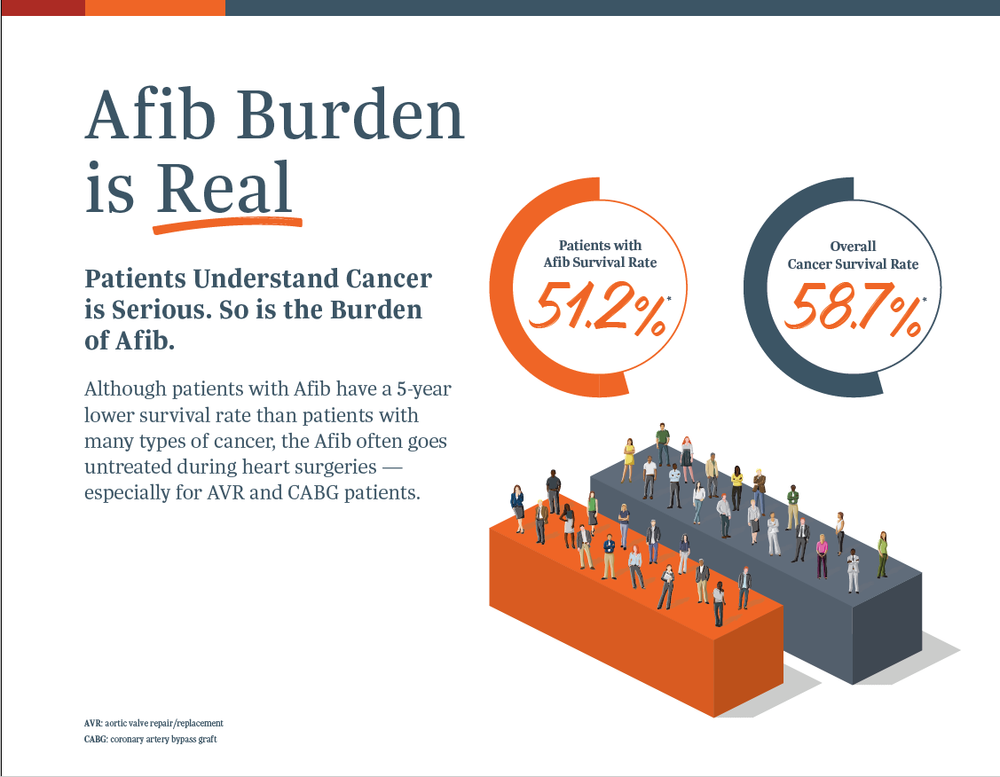 Afib Burden
is Real
Patients Understand Cancer
is Serious. So is the Burden
of Afib.
Although patients with Afib have a 5-year
lower survival rate than patients with
many types of cancer, the Afib often goes
untreated during heart surgeries —
especially for AVR and CABG patients.
Patients with
Afib Survival Rate
51.2%*
Overall
Cancer Survival Rate
58.7%*
AVR: aortic valve repair/replacement
CABG: coronary artery bypass graft